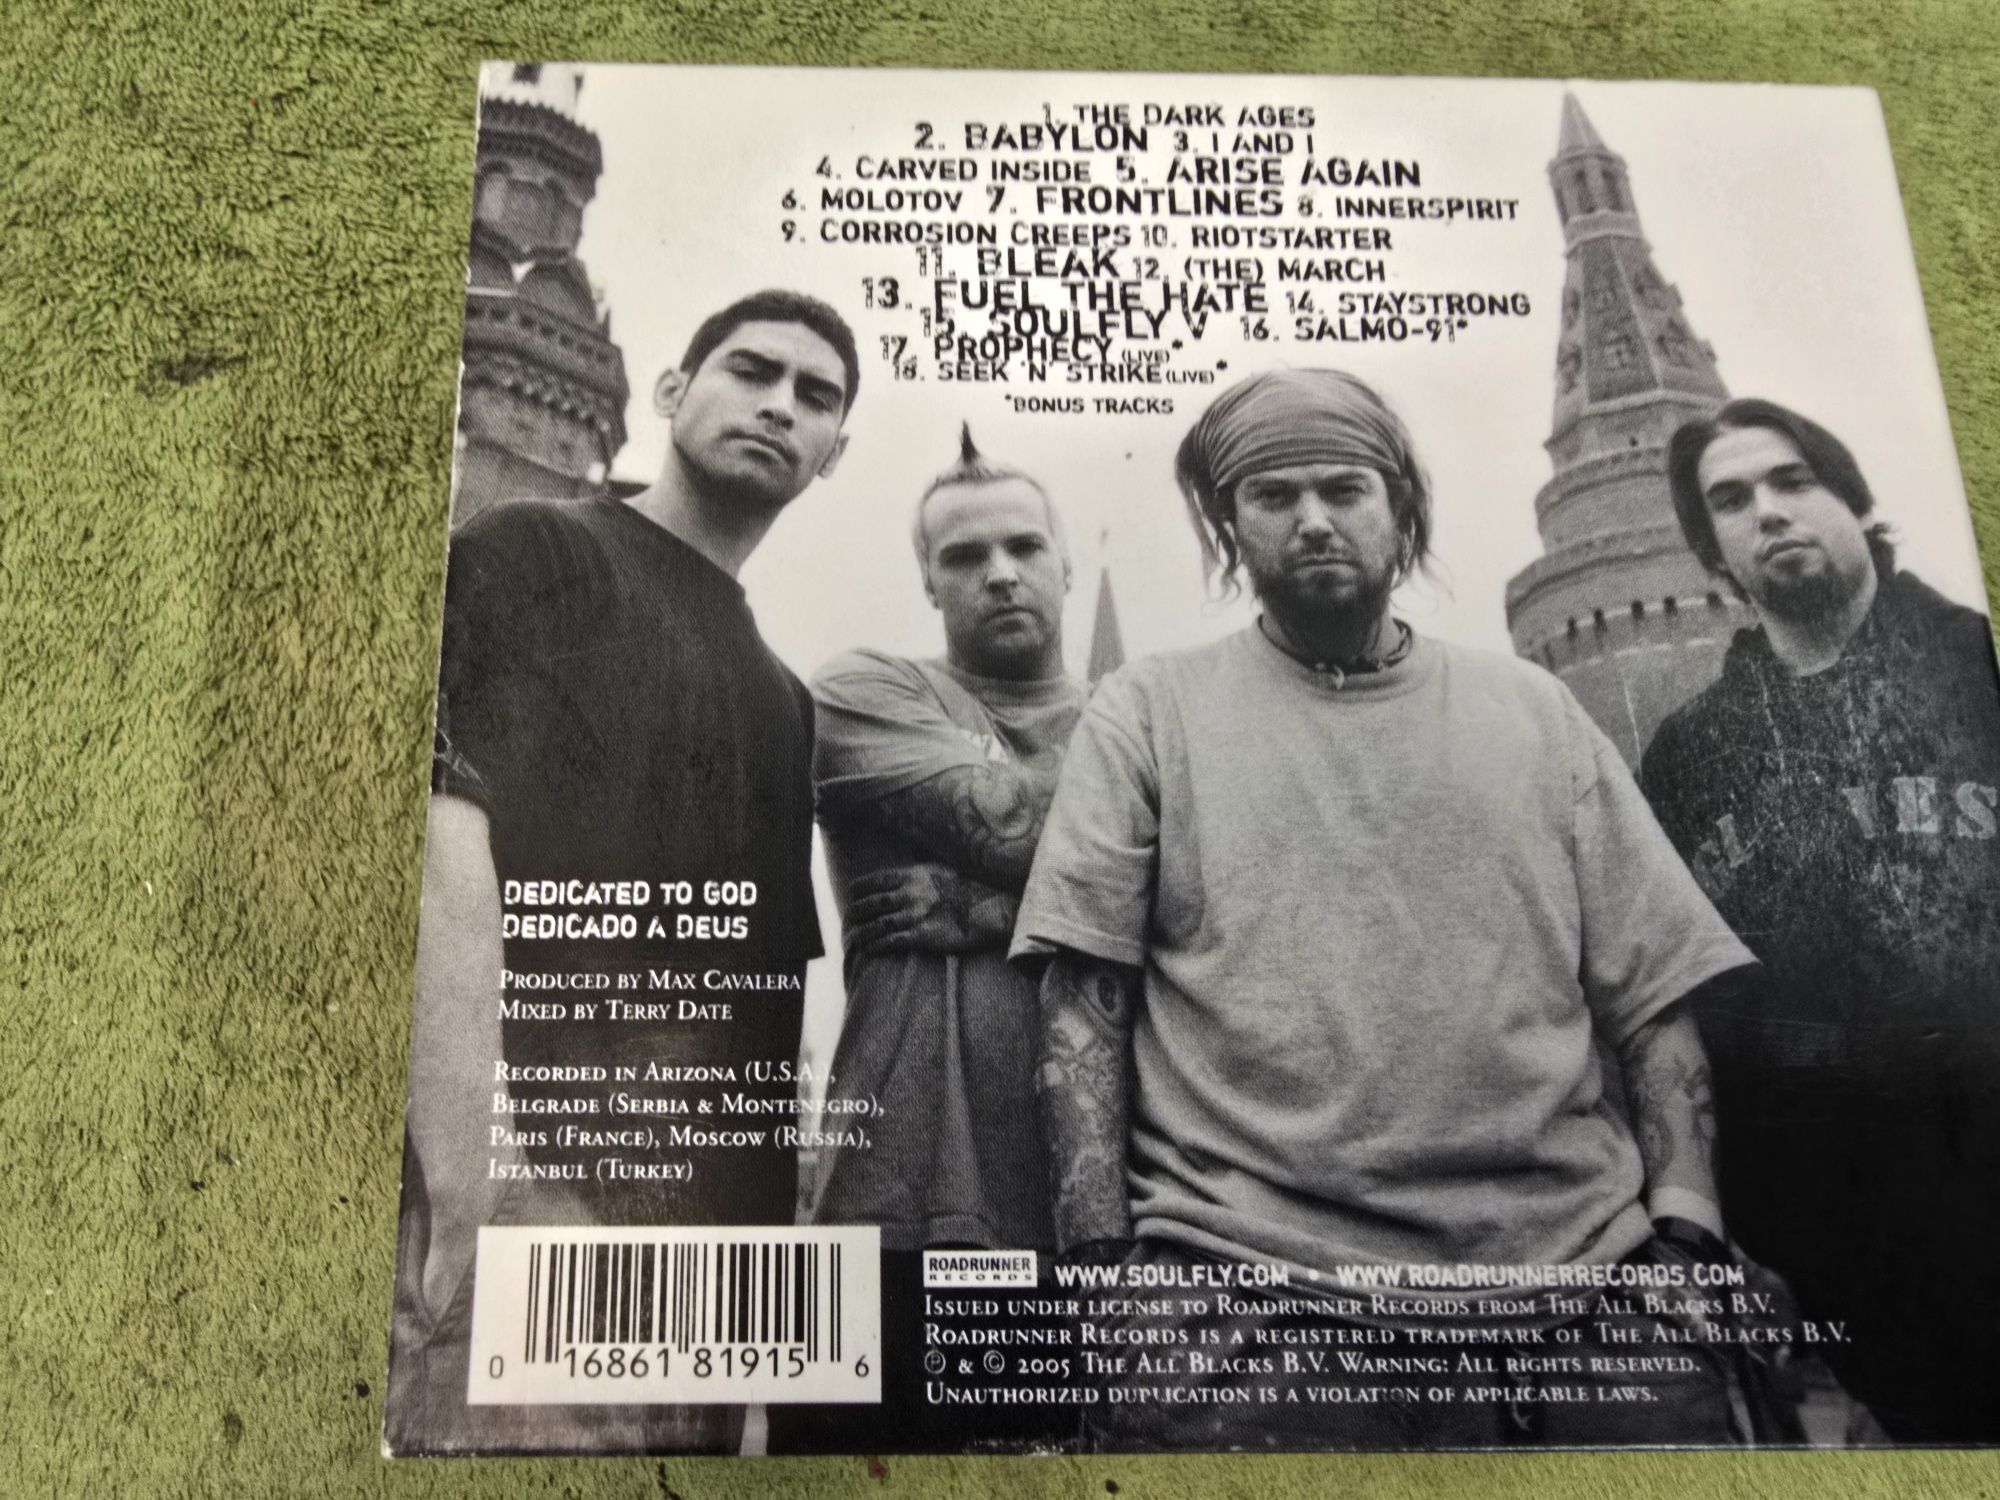 1. THE DARK AGES
2. BABYLON 3. I AND I
4. CARVED INSIDE 5. ARISE AGAIN
6. MOLOTOV 7. FRONTLINES 8. INNERSPIRIT
9. CORROSION CREEPS 10. RIOTSTARTER
11. BLEAK 12. (THE) MARCH
13. FUEL THE HATE 14. STAYSTRONG
15. SOULFLY V 16. SALMO-91*
17. PROPHECY (LIVE)*
18. SEEK 'N' STRIKE (LIVE)*
*BONUS TRACKS
DEDICATED TO GOD
DEDICADO A DEUS
PRODUCED BY MAX CAVALERA
MIXED BY TERRY DATE
RECORDED IN ARIZONA (U.S.A.),
BELGRADE (SERBIA & MONTENEGRO),
PARIS (FRANCE), MOSCOW (RUSSIA),
ISTANBUL (TURKEY)
0 16861 81915 6
ROADRUNNER
RECORDS
WWW.SOULFLY.COM • WWW.ROADRUNNERRECORDS.COM
ISSUED UNDER LICENSE TO ROADRUNNER RECORDS FROM THE ALL BLACKS B.V.
ROADRUNNER RECORDS IS A REGISTERED TRADEMARK OF THE ALL BLACKS B.V.
℗ & © 2005 THE ALL BLACKS B.V. WARNING: ALL RIGHTS RESERVED.
UNAUTHORIZED DUPLICATION IS A VIOLATION OF APPLICABLE LAWS.